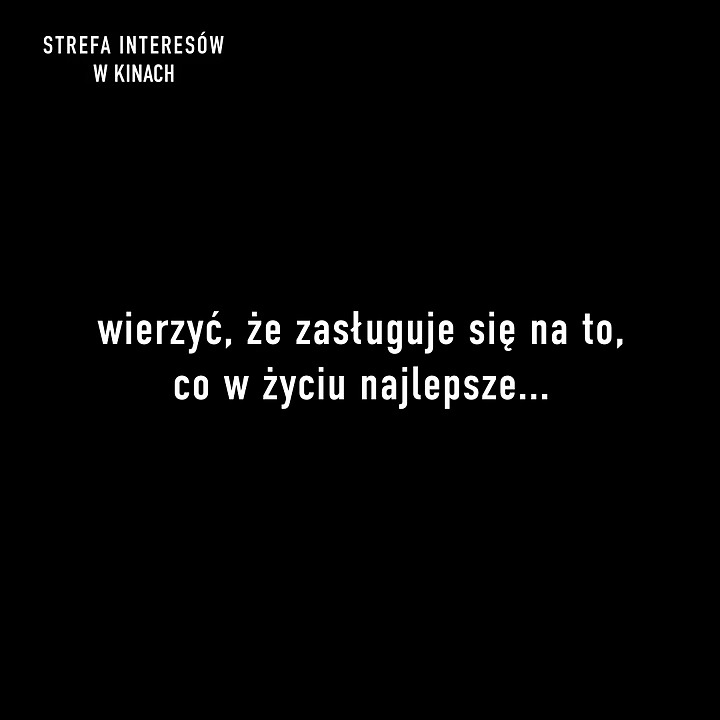 STREFA INTERESÓW
W KINACH
wierzyć, że zasługuje się na to,
co w życiu najlepsze...